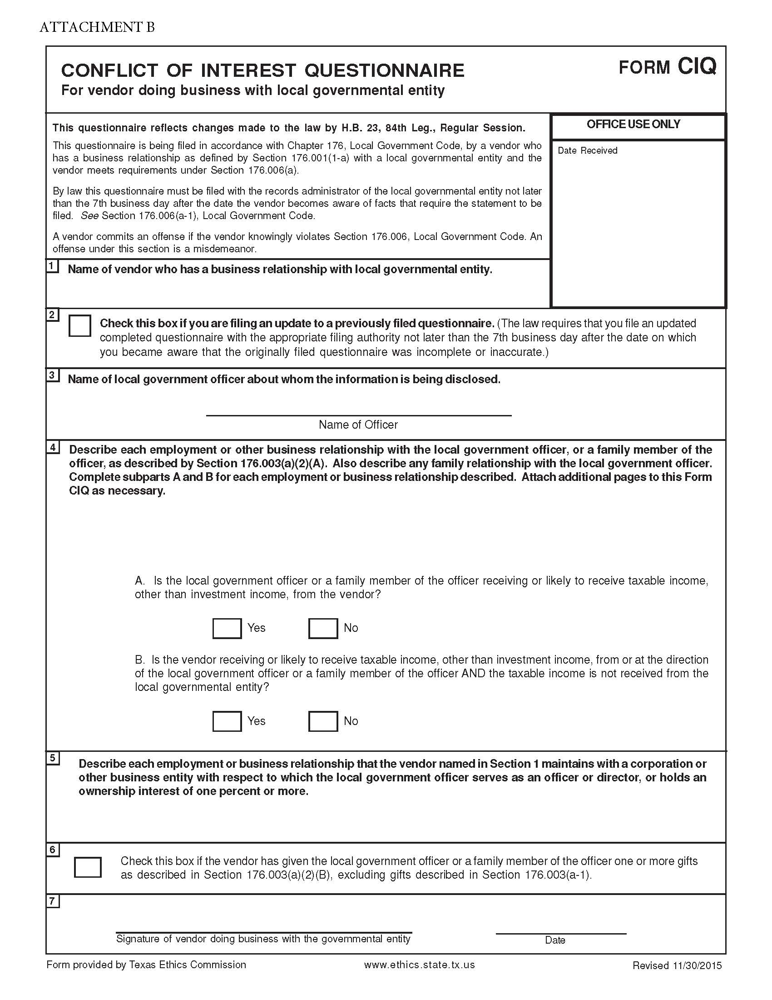 ATTACHMENT B
CONFLICT OF INTEREST QUESTIONNAIRE
For vendor doing business with local governmental entity
FORM CIQ
This questionnaire reflects changes made to the law by H.B. 23, 84th Leg., Regular Session.
This questionnaire is being filed in accordance with Chapter 176, Local Government Code, by a vendor who
has a business relationship as defined by Section 176.001(1-a) with a local governmental entity and the
vendor meets requirements under Section 176.006(a).
By law this questionnaire must be filed with the records administrator of the local governmental entity not later
than the 7th business day after the date the vendor becomes aware of facts that require the statement to be
filed. See Section 176.006(a-1), Local Government Code.
A vendor commits an offense if the vendor knowingly violates Section 176.006, Local Government Code. An
offense under this section is a misdemeanor.
OFFICE USE ONLY
Date Received
1 Name of vendor who has a business relationship with local governmental entity.
2
Check this box if you are filing an update to a previously filed questionnaire. (The law requires that you file an updated
completed questionnaire with the appropriate filing authority not later than the 7th business day after the date on which
you became aware that the originally filed questionnaire was incomplete or inaccurate.)
3 Name of local government officer about whom the information is being disclosed.
Name of Officer
4 Describe each employment or other business relationship with the local government officer, or a family member of the
officer, as described by Section 176.003(a)(2)(A). Also describe any family relationship with the local government officer.
Complete subparts A and B for each employment or business relationship described. Attach additional pages to this Form
CIQ as necessary.
A. Is the local government officer or a family member of the officer receiving or likely to receive taxable income,
other than investment income, from the vendor?
Yes No
B. Is the vendor receiving or likely to receive taxable income, other than investment income, from or at the direction
of the local government officer or a family member of the officer AND the taxable income is not received from the
local governmental entity?
Yes No
5
Describe each employment or business relationship that the vendor named in Section 1 maintains with a corporation or
other business entity with respect to which the local government officer serves as an officer or director, or holds an
ownership interest of one percent or more.
6
Check this box if the vendor has given the local government officer or a family member of the officer one or more gifts
as described in Section 176.003(a)(2)(B), excluding gifts described in Section 176.003(a-1).
7
Signature of vendor doing business with the governmental entity
Date
Form provided by Texas Ethics Commission www.ethics.state.tx.us Revised 11/30/2015